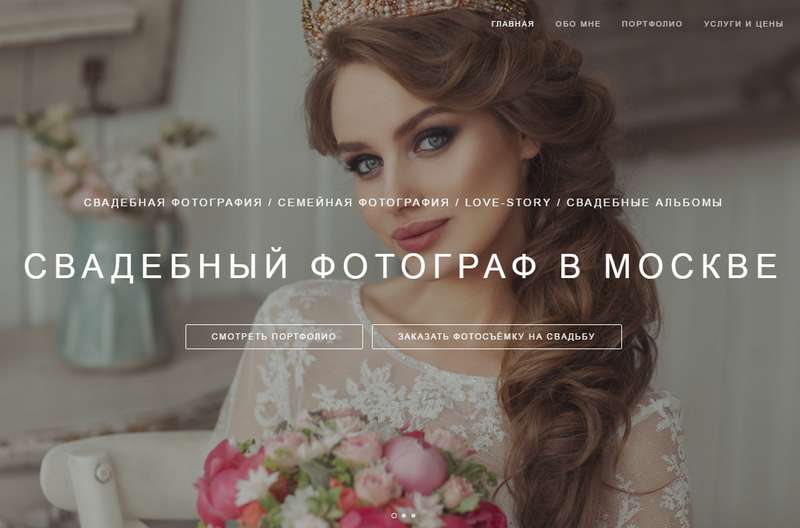 ГЛАВНАЯ ОБО МНЕ ПОРТФОЛИО УСЛУГИ И ЦЕНЫ
СВАДЕБНАЯ ФОТОГРАФИЯ / СЕМЕЙНАЯ ФОТОГРАФИЯ / LOVE-STORY / СВАДЕБНЫЕ АЛЬБОМЫ
СВАДЕБНЫЙ ФОТОГРАФ В МОСКВЕ
СМОТРЕТЬ ПОРТФОЛИО ЗАКАЗАТЬ ФОТОСЪЁМКУ НА СВАДЬБУ